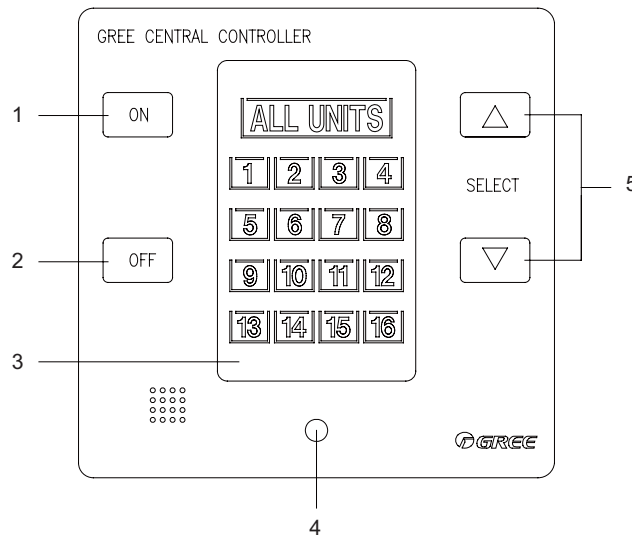 GREE CENTRAL CONTROLLER
1
ON
ALL UNITS
1 2 3 4
SELECT
5
5 6 7 8
2
OFF
9 10 11 12
13 14 15 16
3
GREE
4